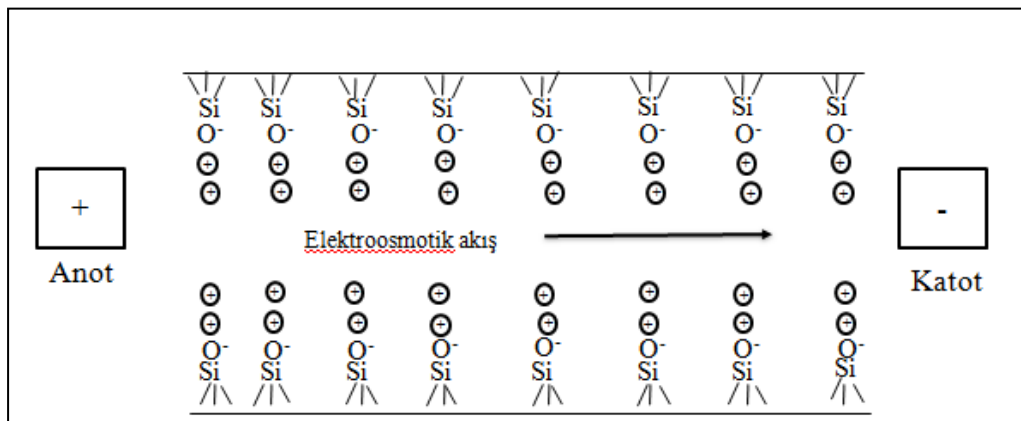 Si Si Si Si Si Si Si Si
O- O- O- O- O- O- O- O-
+ + + + + + + +
+ + + + + + + +
+
-
Elektroosmotik akış
Anot
Katot
+ + + + + + + +
+ + + + + + + +
O- O- O- O- O- O- O- O-
Si Si Si Si Si Si Si Si